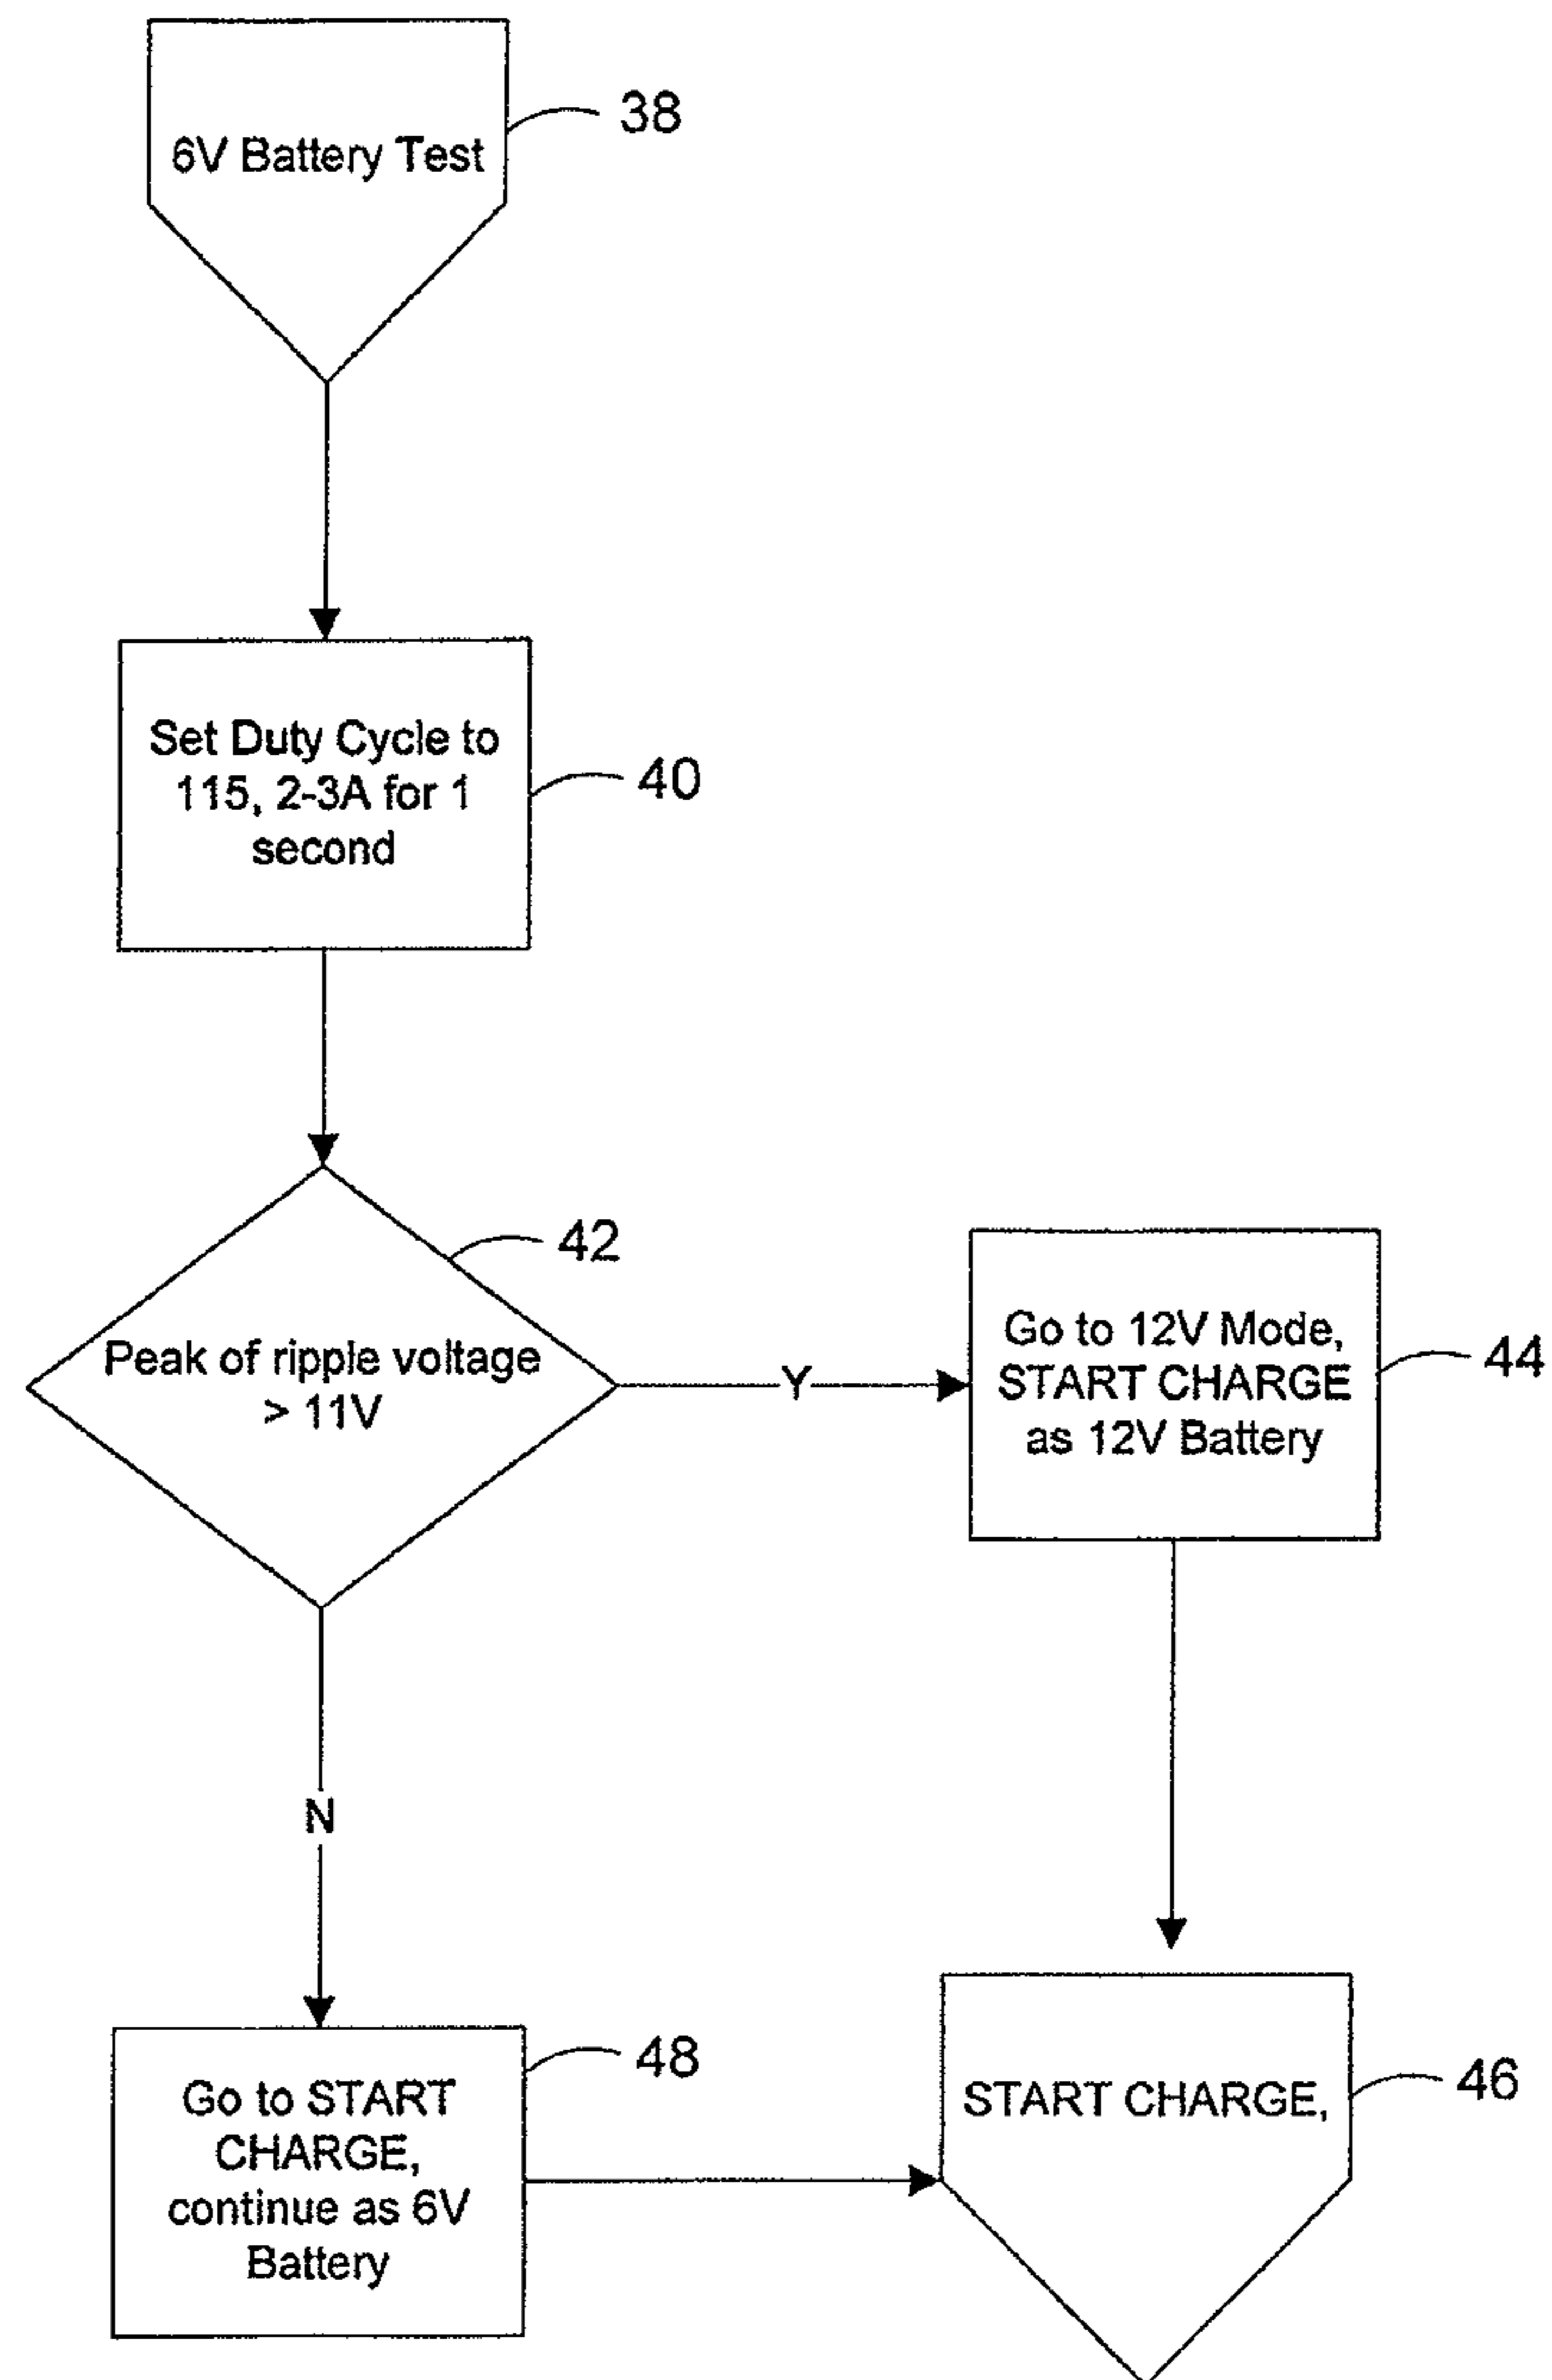 6V Battery Test
38
Set Duty Cycle to
115, 2-3A for 1
second
40
Peak of ripple voltage
> 11V
42
Y
Go to 12V Mode,
START CHARGE
as 12V Battery
44
N
Go to START
CHARGE,
continue as 6V
Battery
48
START CHARGE,
46